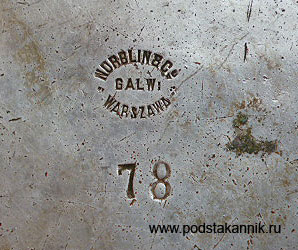 NORBLIN & Cº
GALW:
WARSZAWA
78
www.podstakannik.ru